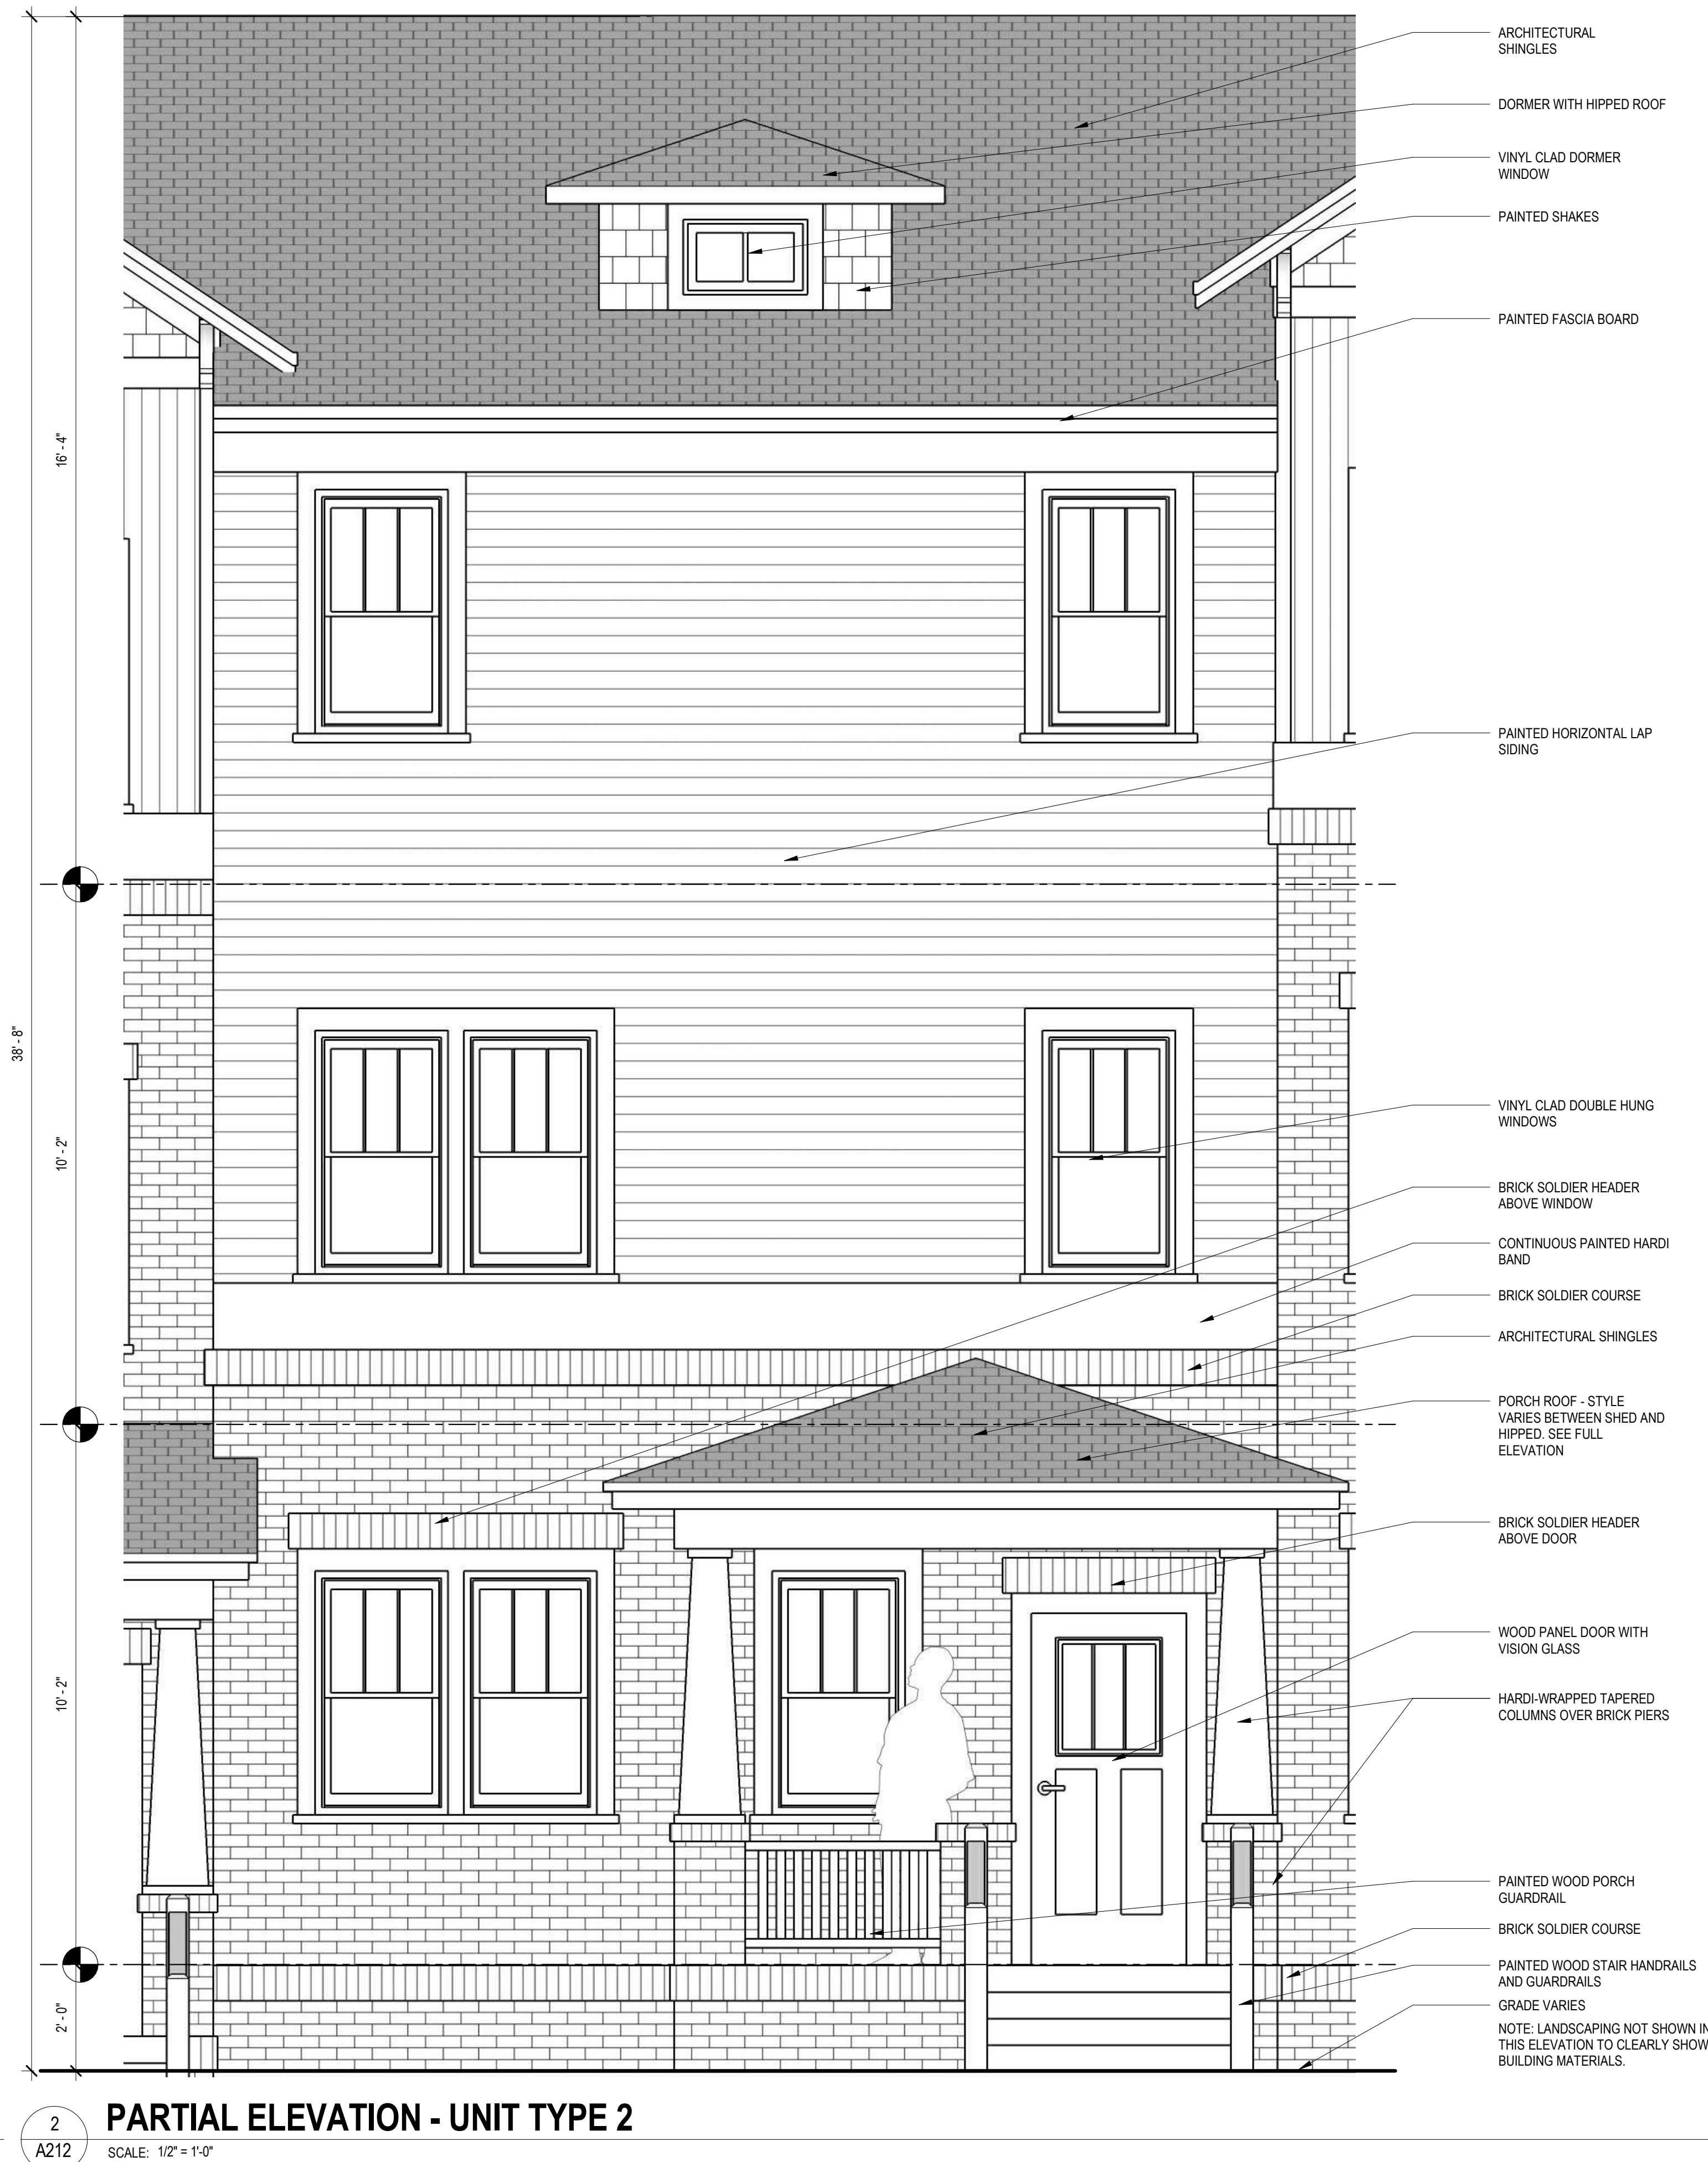 ARCHITECTURAL
SHINGLES
DORMER WITH HIPPED ROOF
VINYL CLAD DORMER
WINDOW
PAINTED SHAKES
PAINTED FASCIA BOARD
16' - 4"
PAINTED HORIZONTAL LAP
SIDING
38' - 8"
10' - 2"
VINYL CLAD DOUBLE HUNG
WINDOWS
BRICK SOLDIER HEADER
ABOVE WINDOW
CONTINUOUS PAINTED HARDI
BAND
BRICK SOLDIER COURSE
ARCHITECTURAL SHINGLES
PORCH ROOF - STYLE
VARIES BETWEEN SHED AND
HIPPED. SEE FULL
ELEVATION
BRICK SOLDIER HEADER
ABOVE DOOR
WOOD PANEL DOOR WITH
VISION GLASS
10' - 2"
HARDI-WRAPPED TAPERED
COLUMNS OVER BRICK PIERS
PAINTED WOOD PORCH
GUARDRAIL
BRICK SOLDIER COURSE
PAINTED WOOD STAIR HANDRAILS
AND GUARDRAILS
2' - 0"
GRADE VARIES
NOTE: LANDSCAPING NOT SHOWN IN
THIS ELEVATION TO CLEARLY SHOW
BUILDING MATERIALS.
2
A212
PARTIAL ELEVATION - UNIT TYPE 2
SCALE: 1/2" = 1'-0"